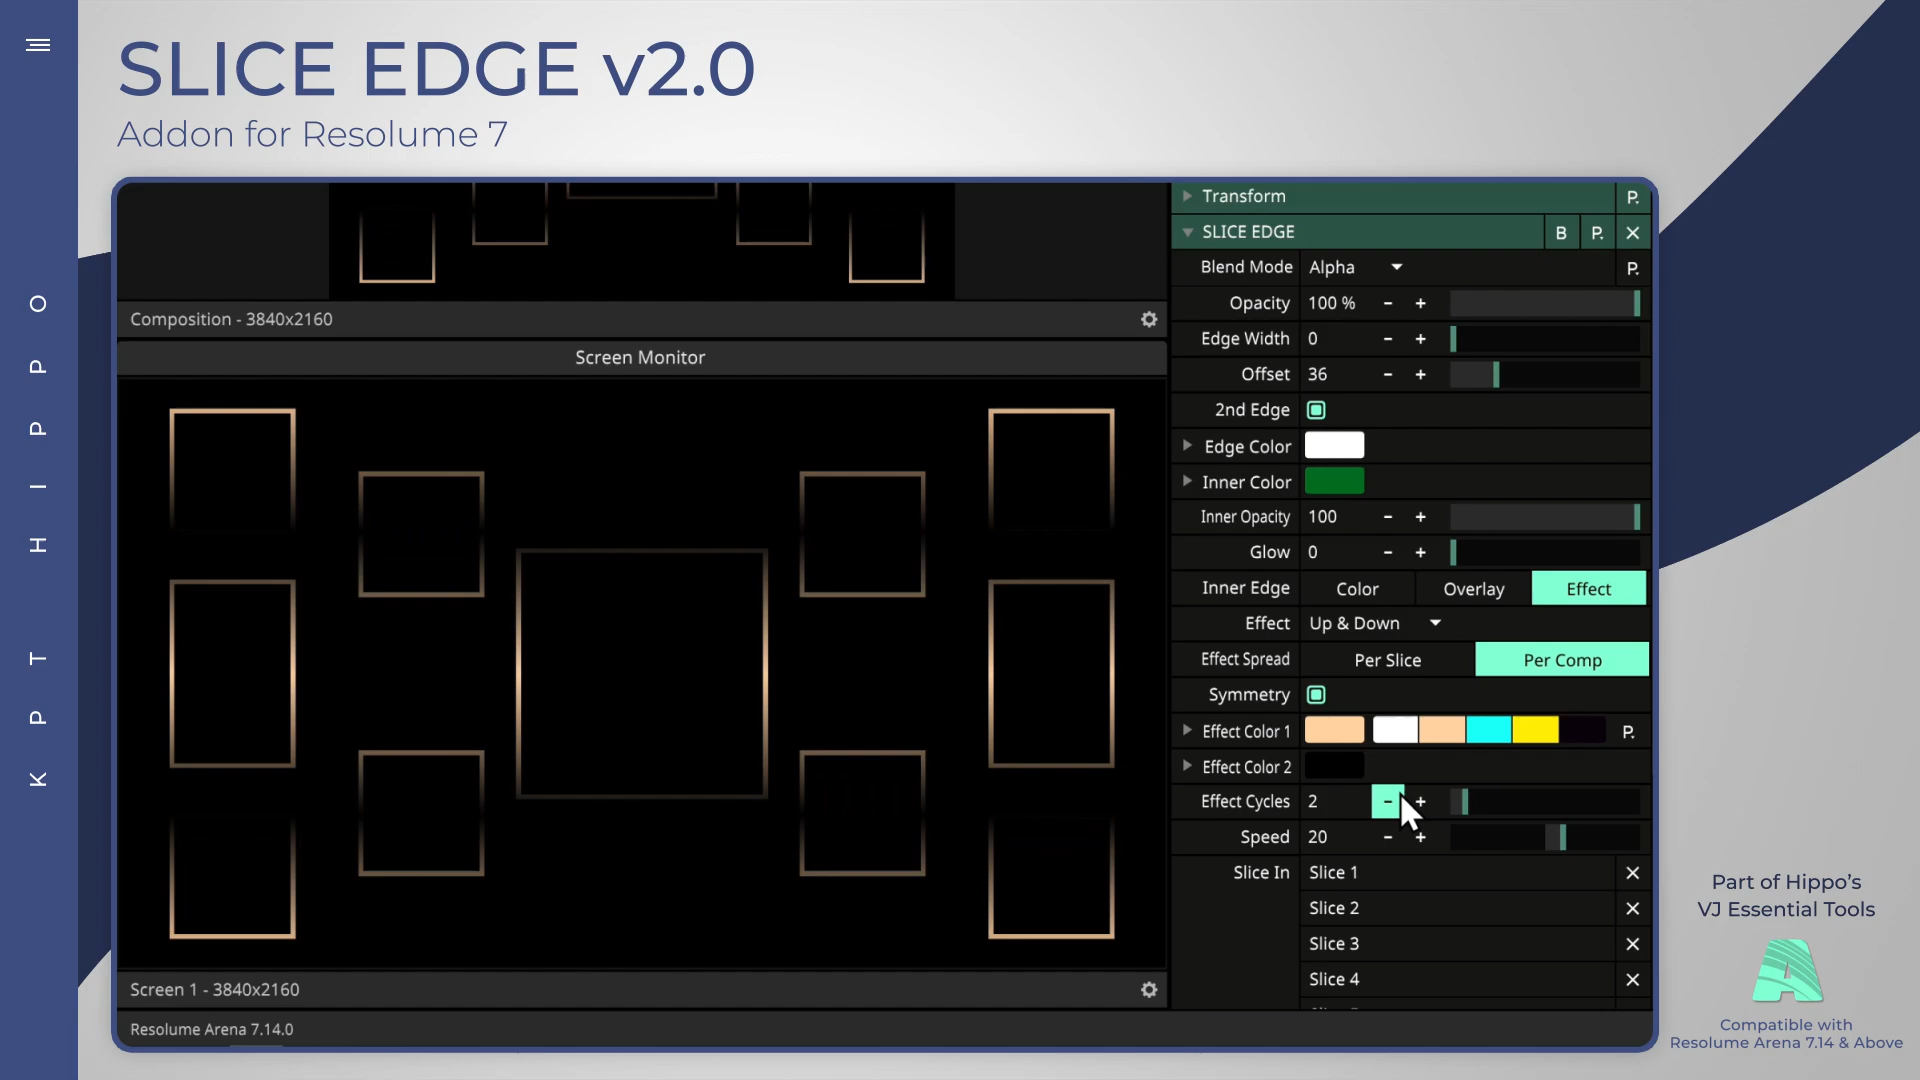 SLICE EDGE v2.0
Addon for Resolume 7
KPT HIPPO
Composition - 3840x2160
Screen Monitor
Screen 1 - 3840x2160
Resolume Arena 7.14.0
Transform P.
SLICE EDGE B P.
Blend Mode Alpha P.
Opacity 100 % - +
Edge Width 0 - +
Offset 36 - +
2nd Edge
Edge Color
Inner Color
Inner Opacity 100 - +
Glow 0 - +
Inner Edge Color Overlay Effect
Effect Up & Down
Effect Spread Per Slice Per Comp
Symmetry
Effect Color 1 P.
Effect Color 2
Effect Cycles 2 - +
Speed 20 - +
Slice In Slice 1
Slice 2
Slice 3
Slice 4
Part of Hippo's
VJ Essential Tools
Compatible with
Resolume Arena 7.14 & Above